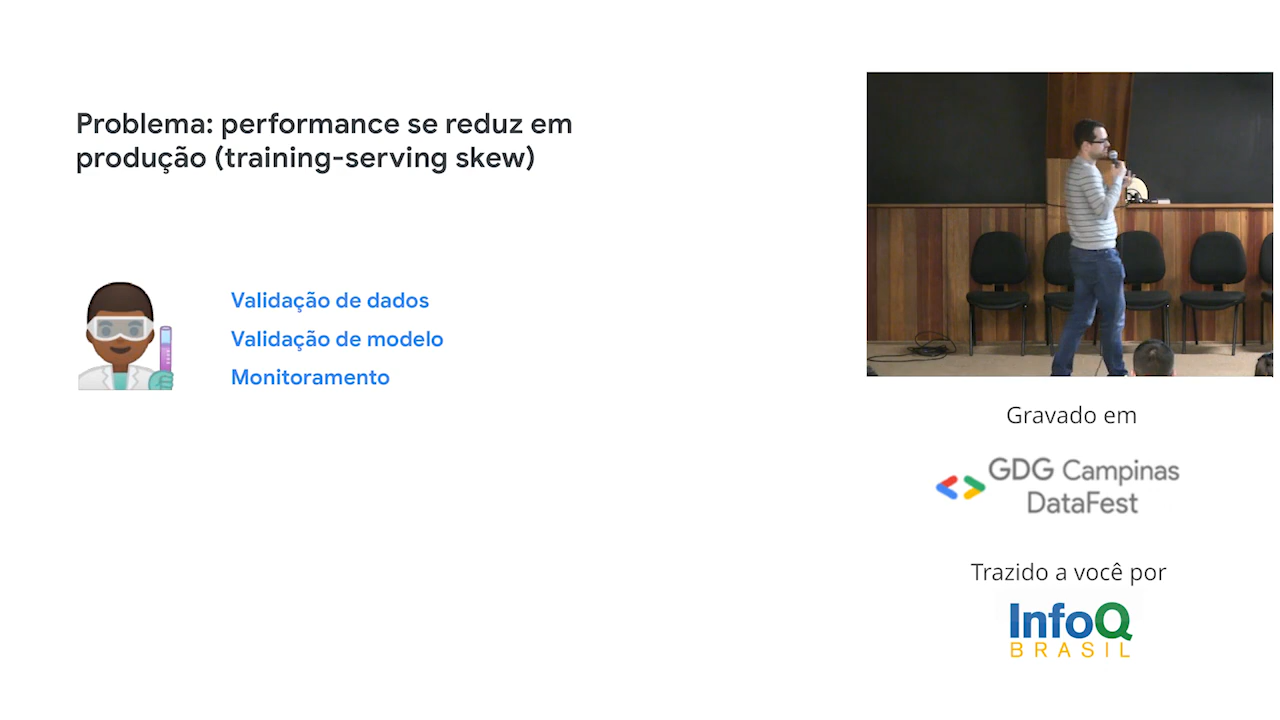 Problema: performance se reduz em
produção (training-serving skew)
Validação de dados
Validação de modelo
Monitoramento
Gravado em
GDG Campinas
DataFest
Trazido a você por
InfoQ
BRASIL